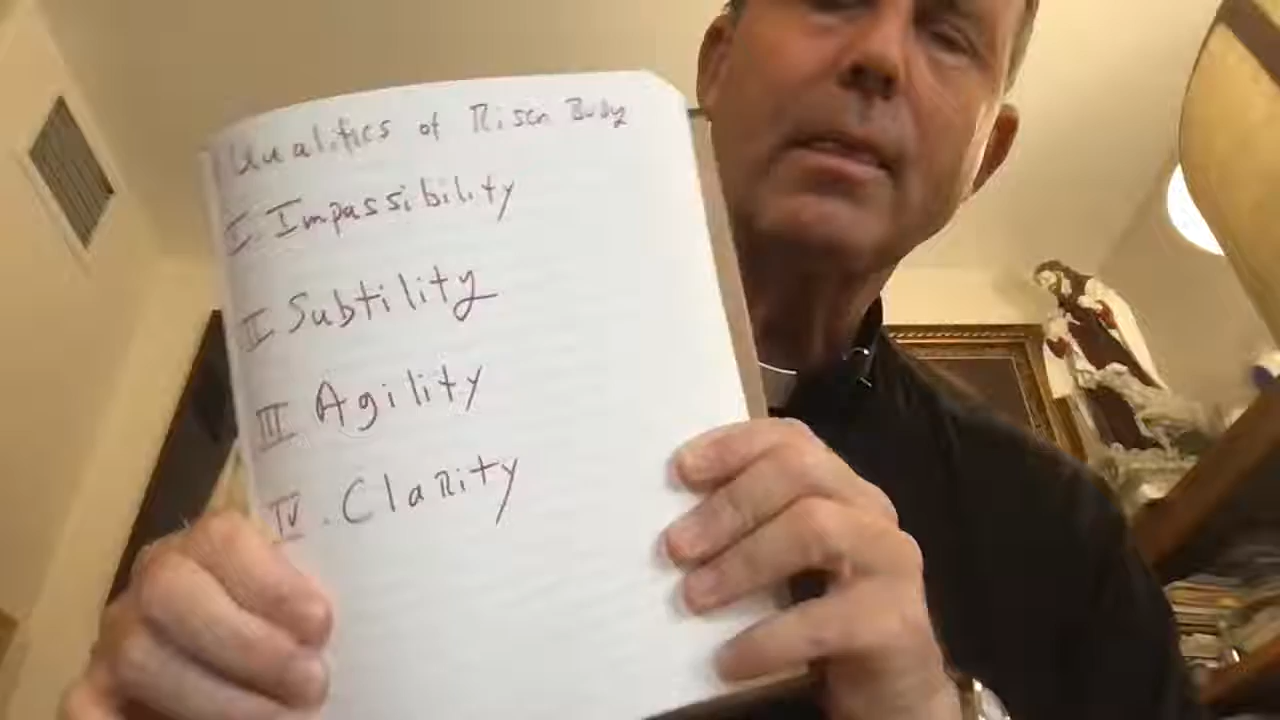 Qualities of Risen Body
I. Impassibility
II Subtility
III Agility
IV. Clarity